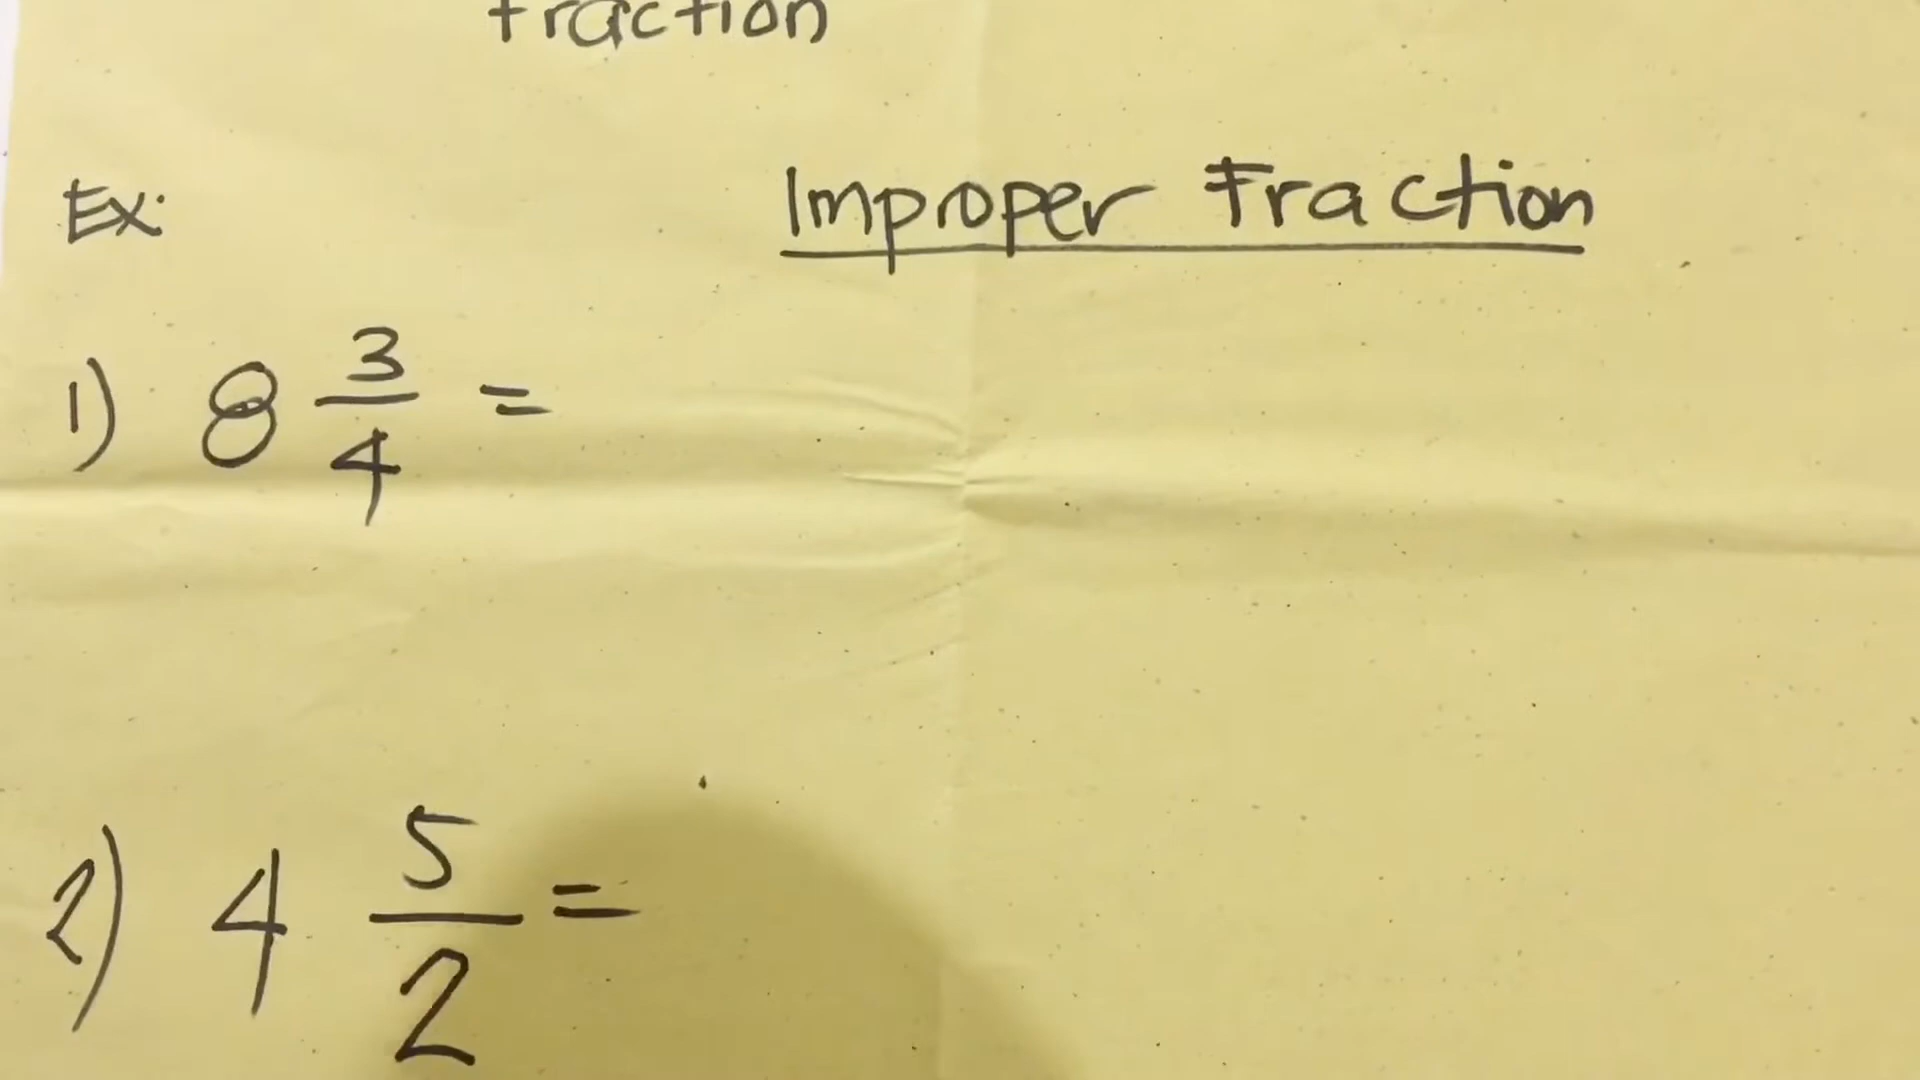 fraction
Ex:
Improper Fraction
1) 8 3/4 =
2) 4 5/2 =